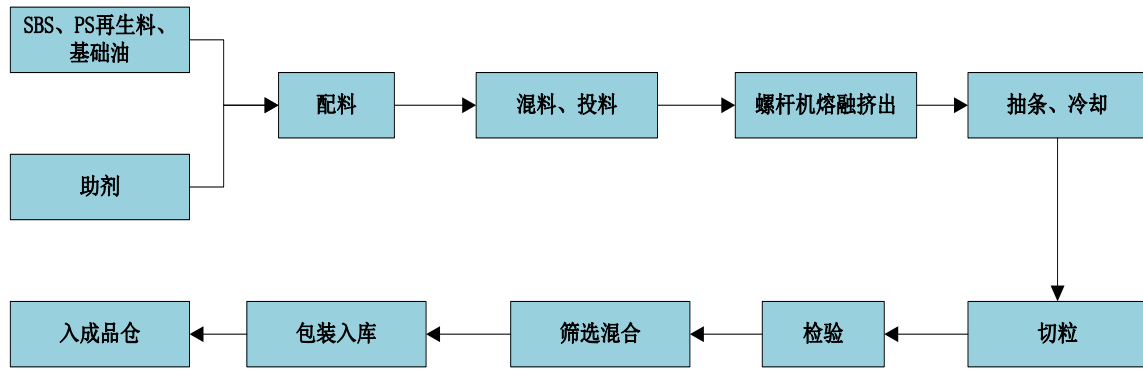 SBS、PS再生料、
基础油
助剂
配料
混料、投料
螺杆机熔融挤出
抽条、冷却
切粒
检验
筛选混合
包装入库
入成品仓